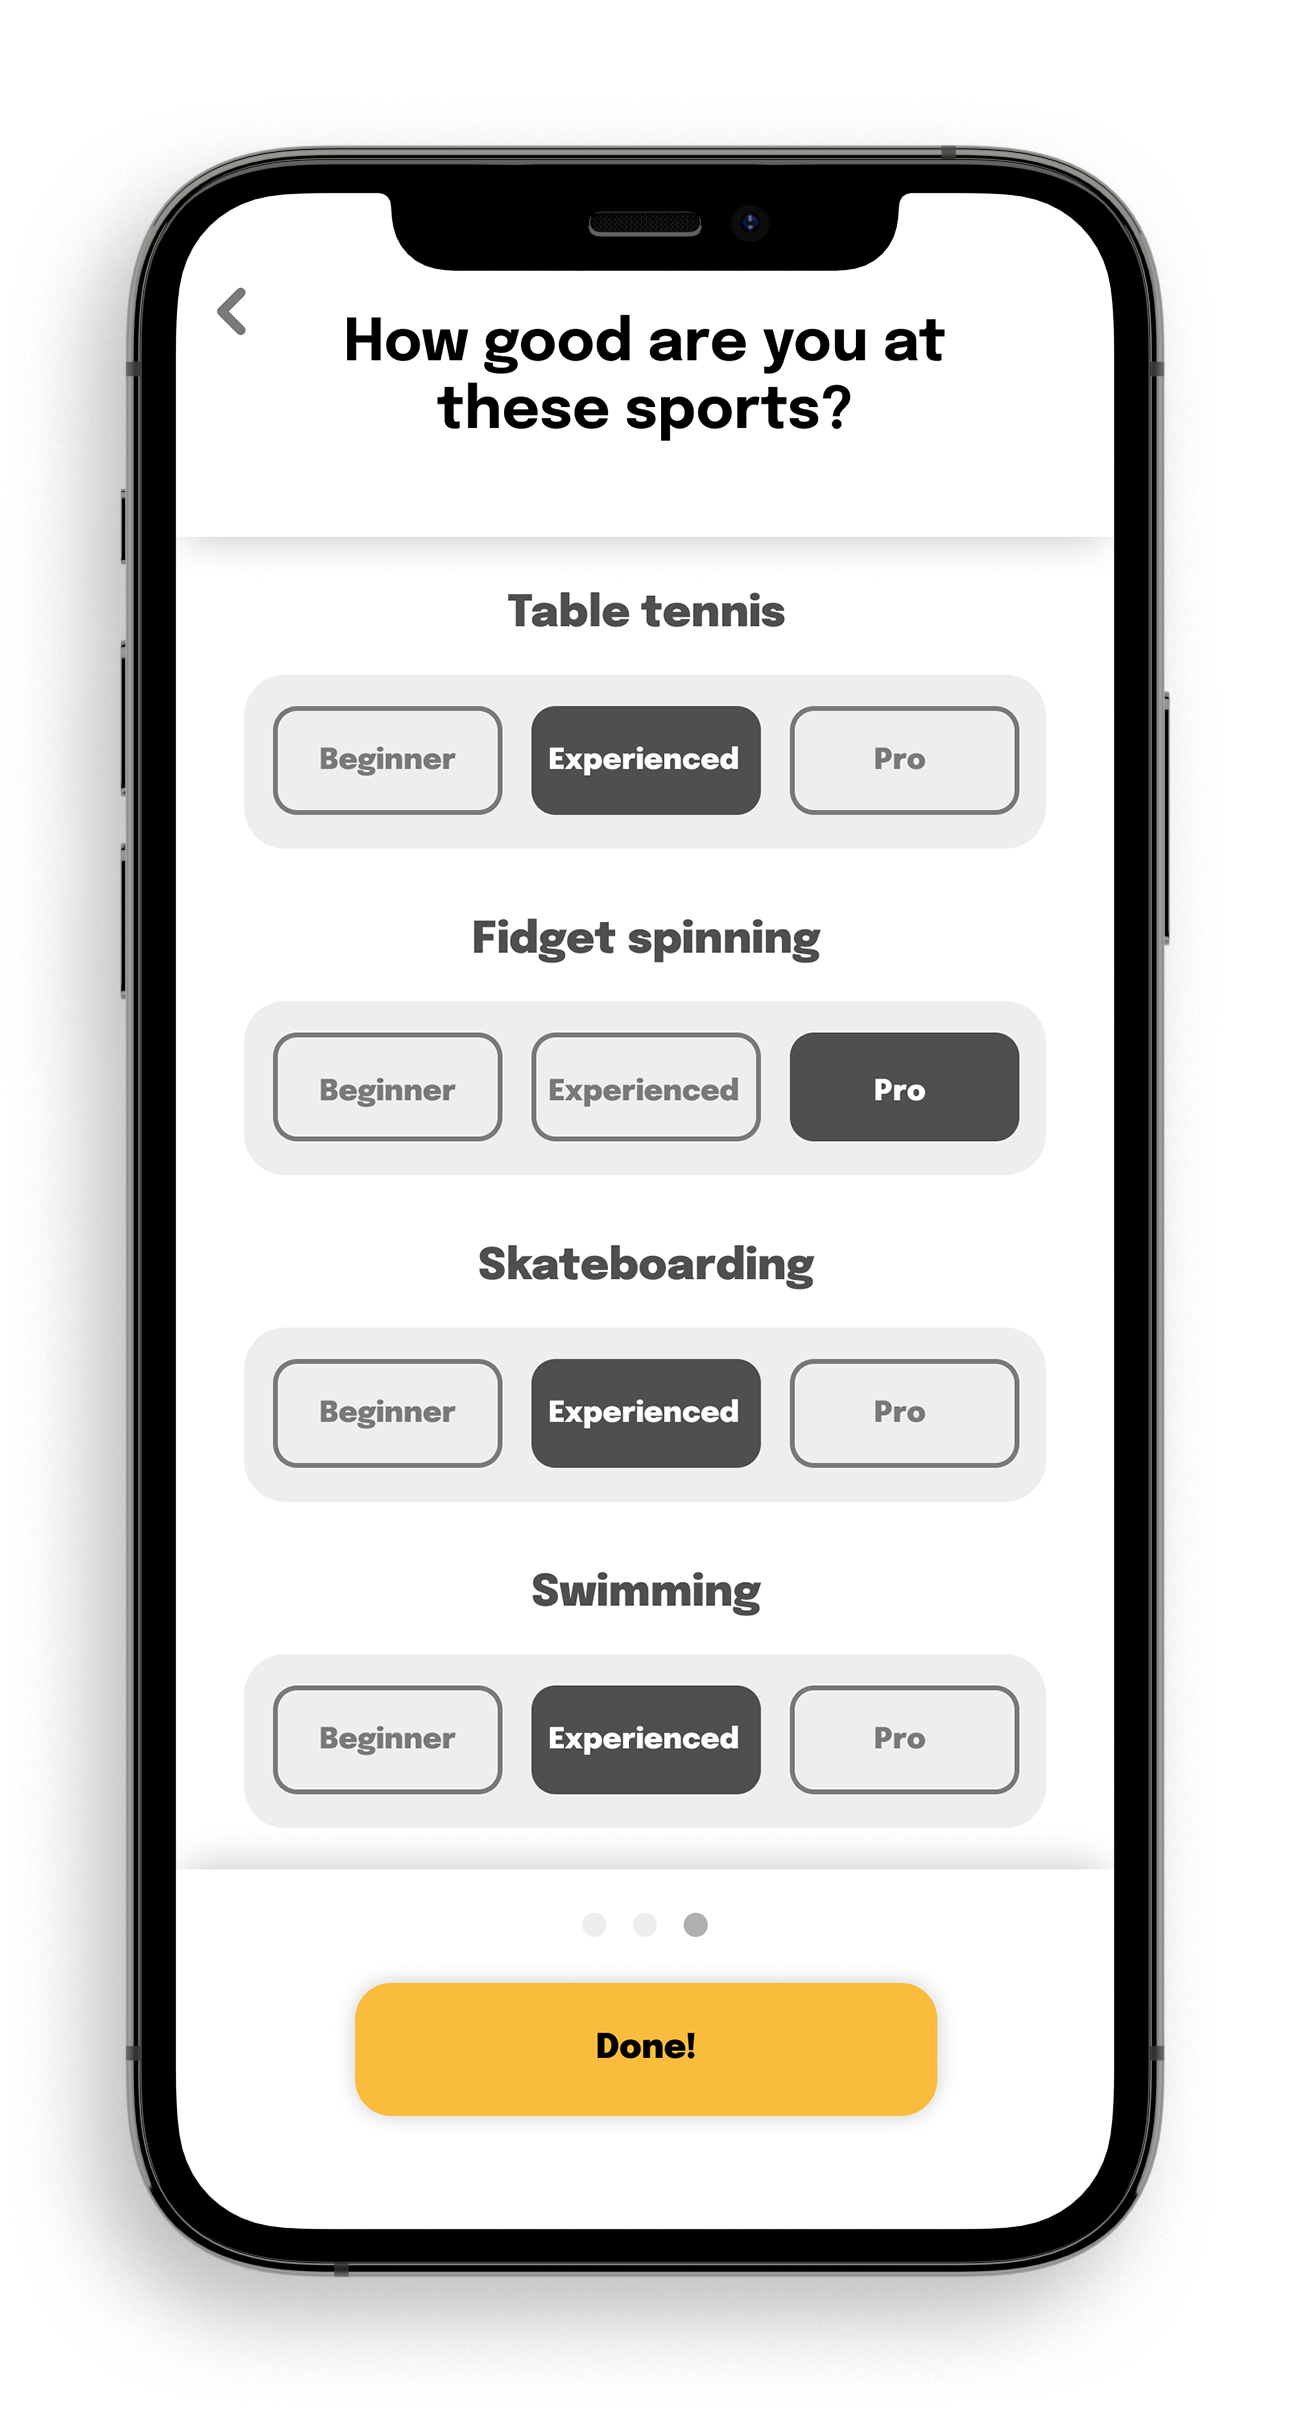 How good are you at
these sports?
Table tennis
Beginner Experienced Pro
Fidget spinning
Beginner Experienced Pro
Skateboarding
Beginner Experienced Pro
Swimming
Beginner Experienced Pro
Done!